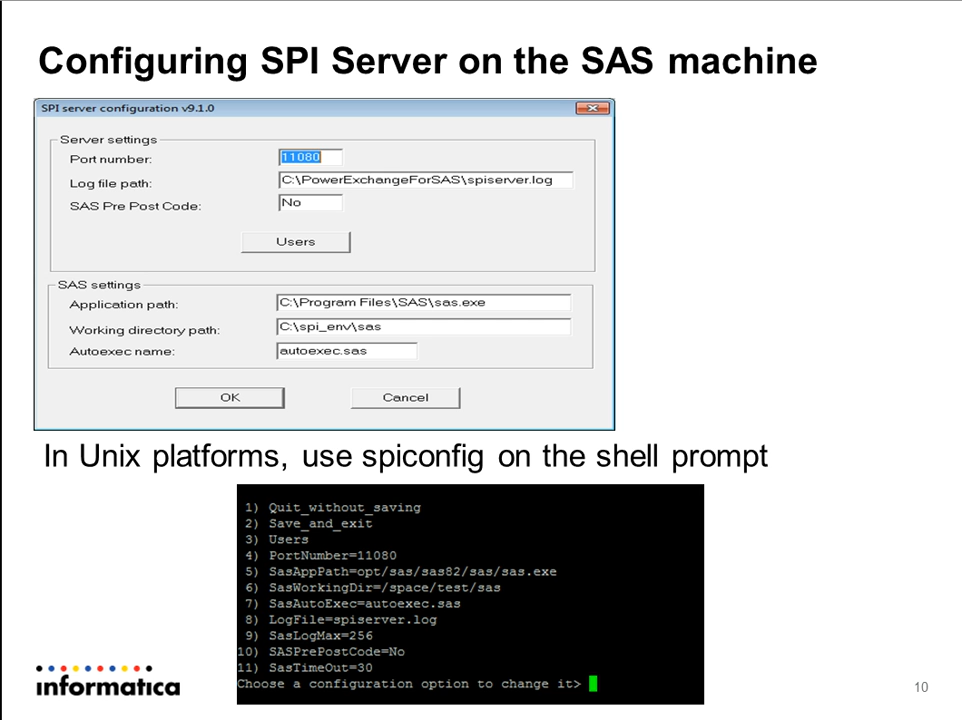 Configuring SPI Server on the SAS machine
SPI server configuration v9.1.0
Server settings
Port number: 11080
Log file path: C:\PowerExchangeForSAS\spiserver.log
SAS Pre Post Code: No
Users
SAS settings
Application path: C:\Program Files\SAS\sas.exe
Working directory path: C:\spi_env\sas
Autoexec name: autoexec.sas
OK Cancel
In Unix platforms, use spiconfig on the shell prompt
1) Quit_without_saving
2) Save_and_exit
3) Users
4) PortNumber=11080
5) SasAppPath=opt/sas/sas82/sas/sas.exe
6) SasWorkingDir=/space/test/sas
7) SasAutoExec=autoexec.sas
8) LogFile=spiserver.log
9) SasLogMax=256
10) SASPrePostCode=No
11) SasTimeOut=30
Choose a configuration option to change it>
informatica
10